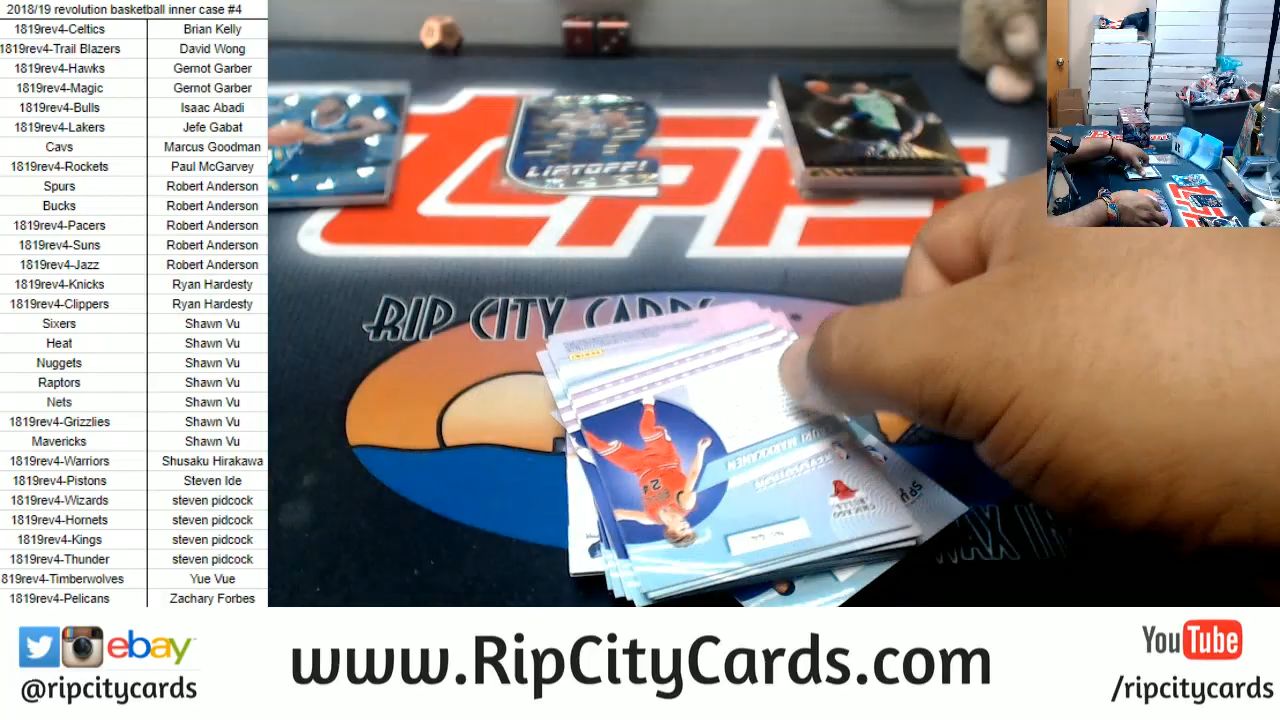 2018/19 revolution basketball inner case #4
1819rev4-Celtics Brian Kelly
1819rev4-Trail Blazers David Wong
1819rev4-Hawks Gernot Garber
1819rev4-Magic Gernot Garber
1819rev4-Bulls Isaac Abadi
1819rev4-Lakers Jefe Gabat
Cavs Marcus Goodman
1819rev4-Rockets Paul McGarvey
Spurs Robert Anderson
Bucks Robert Anderson
1819rev4-Pacers Robert Anderson
1819rev4-Suns Robert Anderson
1819rev4-Jazz Robert Anderson
1819rev4-Knicks Ryan Hardesty
1819rev4-Clippers Ryan Hardesty
Sixers Shawn Vu
Heat Shawn Vu
Nuggets Shawn Vu
Raptors Shawn Vu
Nets Shawn Vu
1819rev4-Grizzlies Shawn Vu
Mavericks Shawn Vu
1819rev4-Warriors Shusaku Hirakawa
1819rev4-Pistons Steven Ide
1819rev4-Wizards steven pidcock
1819rev4-Hornets steven pidcock
1819rev4-Kings steven pidcock
1819rev4-Thunder steven pidcock
819rev4-Timberwolves Yue Vue
1819rev4-Pelicans Zachary Forbes
LIFTOFF!
RIP CITY CARDS
MARKKANEN
CHICAGO
BULLS
24
ebay
@ripcitycards
www.RipCityCards.com
YouTube
/ripcitycards